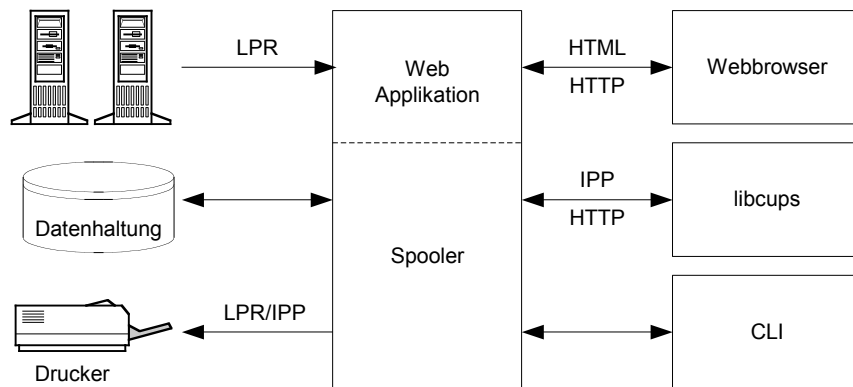 LPR
Web
Applikation
HTML
HTTP
Webbrowser
Datenhaltung
Spooler
IPP
HTTP
libcups
LPR/IPP
Drucker
CLI